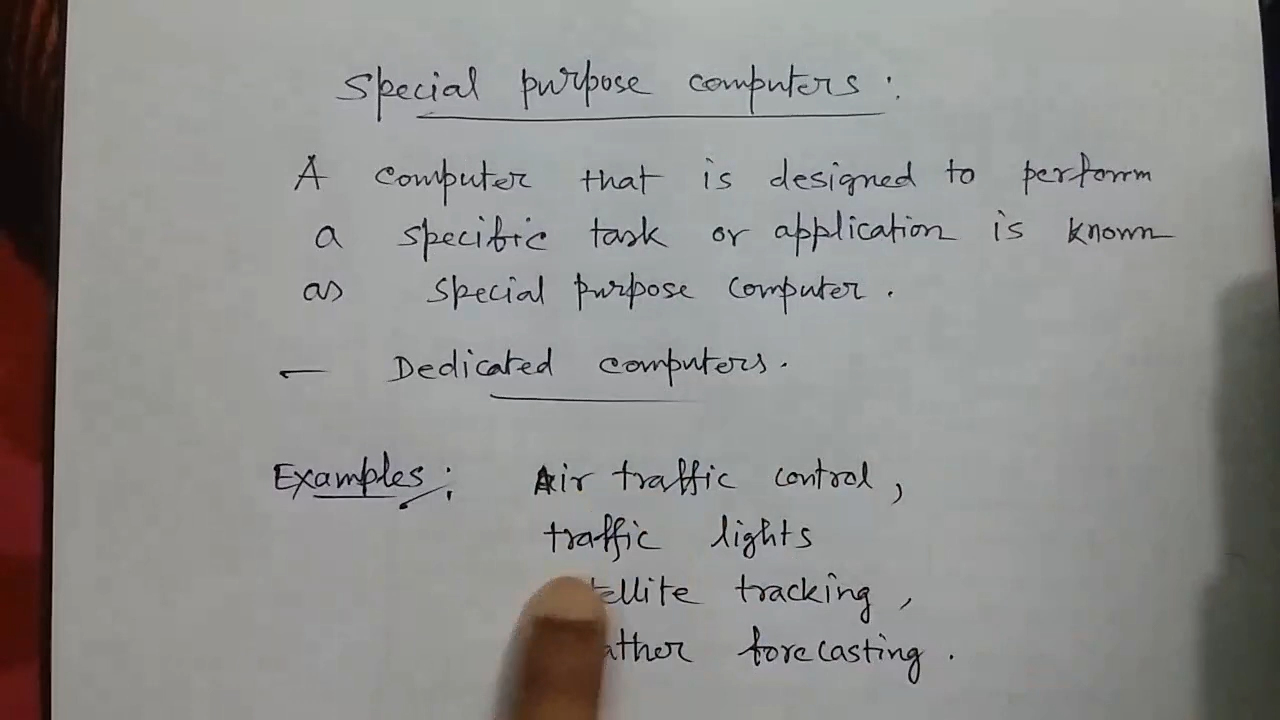 Special purpose computers :
A computer that is designed to perform
a specific task or application is known
as special purpose computer .
— Dedicated computers .
Examples : Air traffic control ,
traffic lights
tracking ,
forecasting .